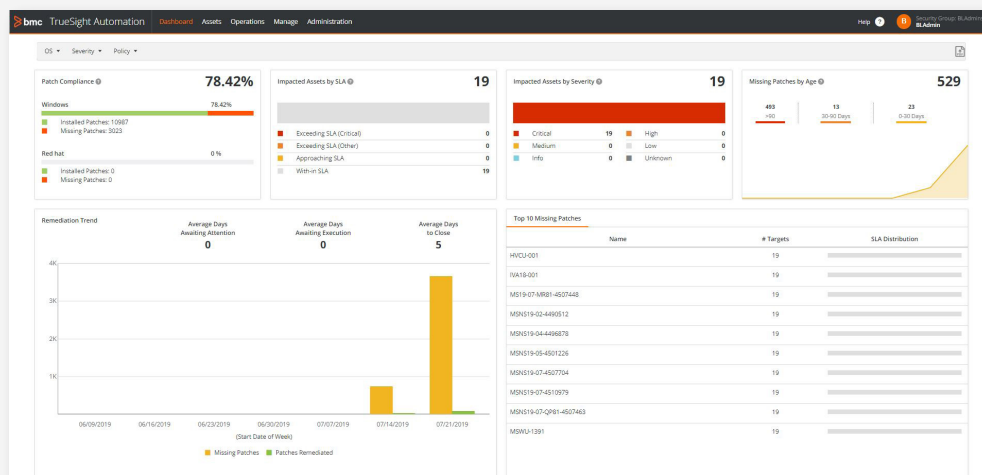 bmc TrueSight Automation Dashboard Assets Operations Manage Administration Help ? B Security Group: BLAdmin
BLAdmin
OS Severity Policy
Patch Compliance ? 78.42%
Windows 78.42%
Installed Patches: 10987
Missing Patches: 3023
Red hat 0 %
Installed Patches: 0
Missing Patches: 0
Impacted Assets by SLA ? 19
Exceeding SLA (Critical) 0
Exceeding SLA (Other) 0
Approaching SLA 0
With-in SLA 19
Impacted Assets by Severity ? 19
Critical 19 High 0
Medium 0 Low 0
Info 0 Unknown 0
Missing Patches by Age ? 529
493 13 23
>90 30-90 Days 0-30 Days
Remediation Trend
Average Days Average Days Average Days
Awaiting Attention Awaiting Execution to Close
0 0 5
4K
3K
2K
1K
06/09/2019 06/16/2019 06/23/2019 06/30/2019 07/07/2019 07/14/2019 07/21/2019
(Start Date of Week)
Missing Patches Patches Remediated
Top 10 Missing Patches
Name # Targets SLA Distribution
HVCU-001 19
IVA18-001 19
MS19-07-MR81-4507448 19
MSNS19-02-4490512 19
MSNS19-04-4496878 19
MSNS19-05-4501226 19
MSNS19-07-4507704 19
MSNS19-07-4510979 19
MSNS19-07-QP81-4507463 19
MSWU-1391 19